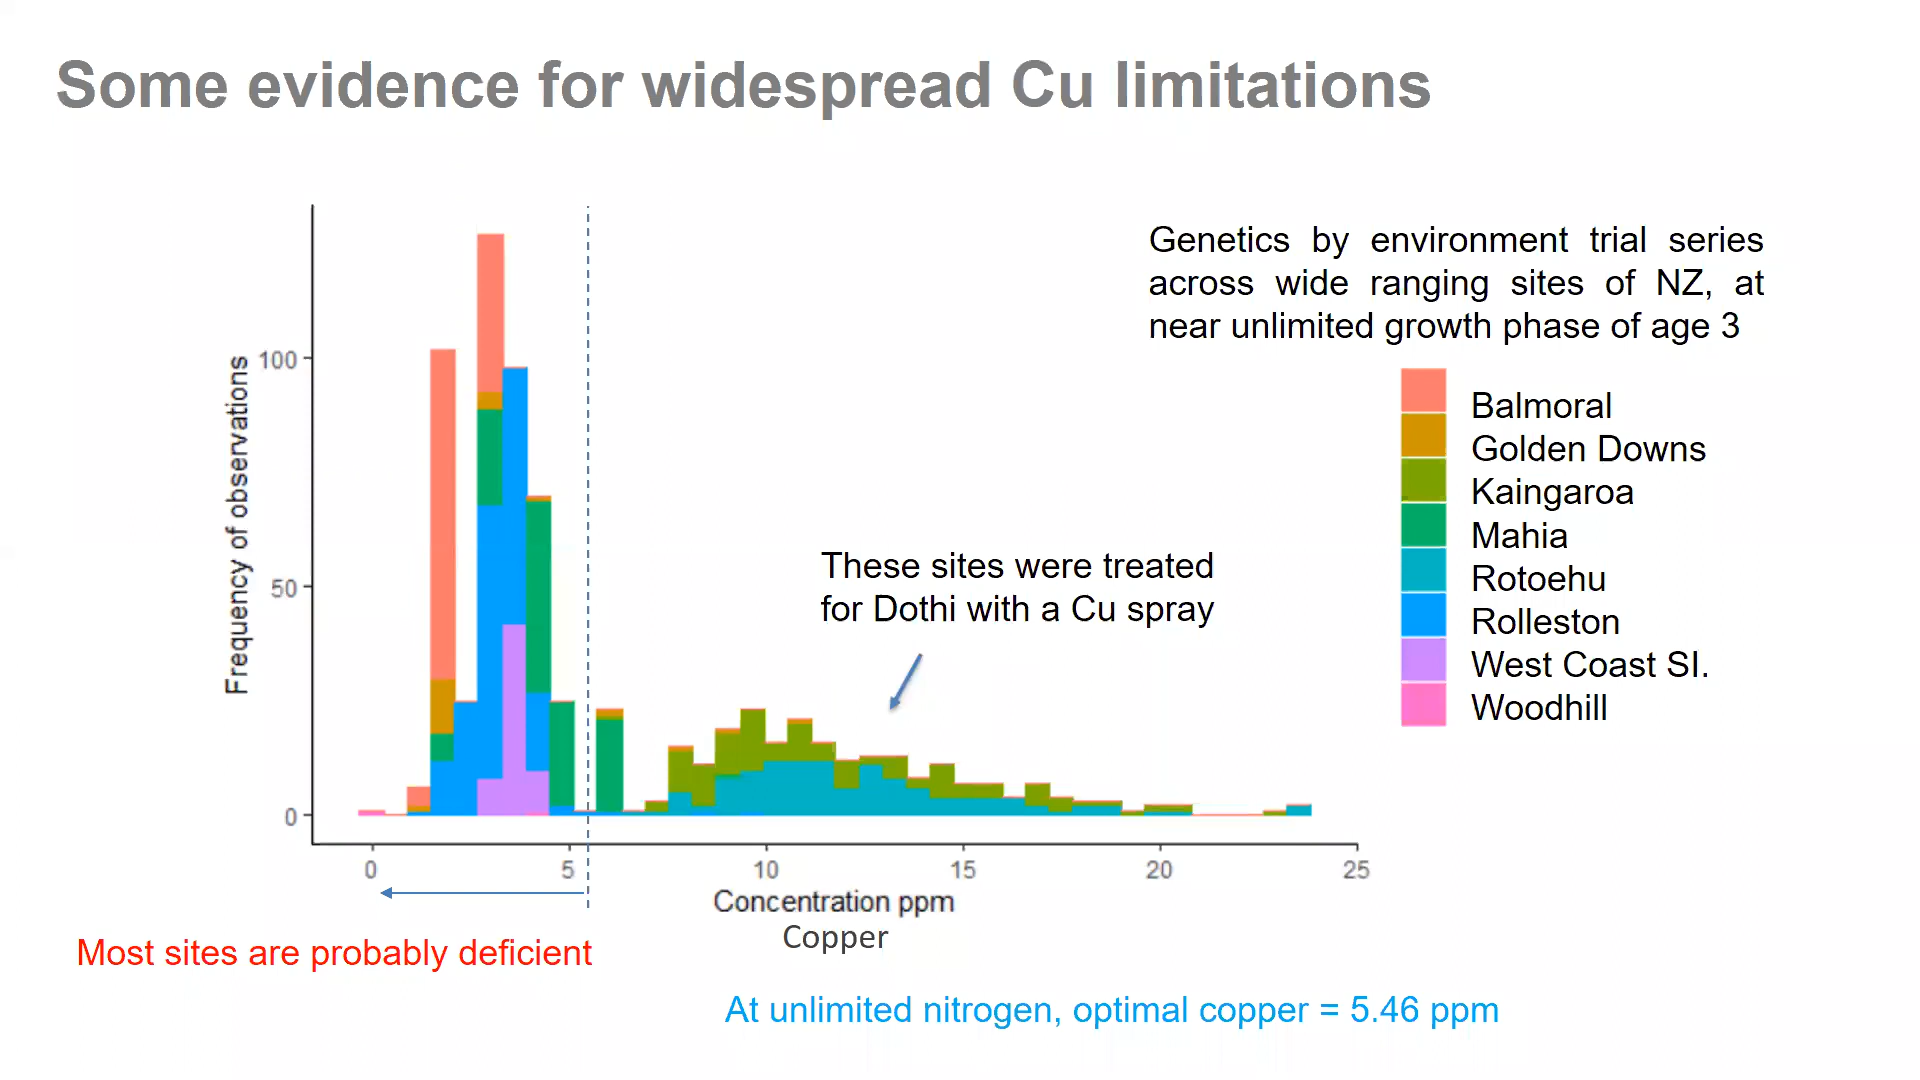 Some evidence for widespread Cu limitations
Genetics by environment trial series
across wide ranging sites of NZ, at
near unlimited growth phase of age 3
Balmoral
Golden Downs
Kaingaroa
Mahia
Rotoehu
Rolleston
West Coast SI.
Woodhill
These sites were treated
for Dothi with a Cu spray
Frequency of observations
100
50
0
0 5 10 15 20 25
Concentration ppm
Copper
Most sites are probably deficient
At unlimited nitrogen, optimal copper = 5.46 ppm